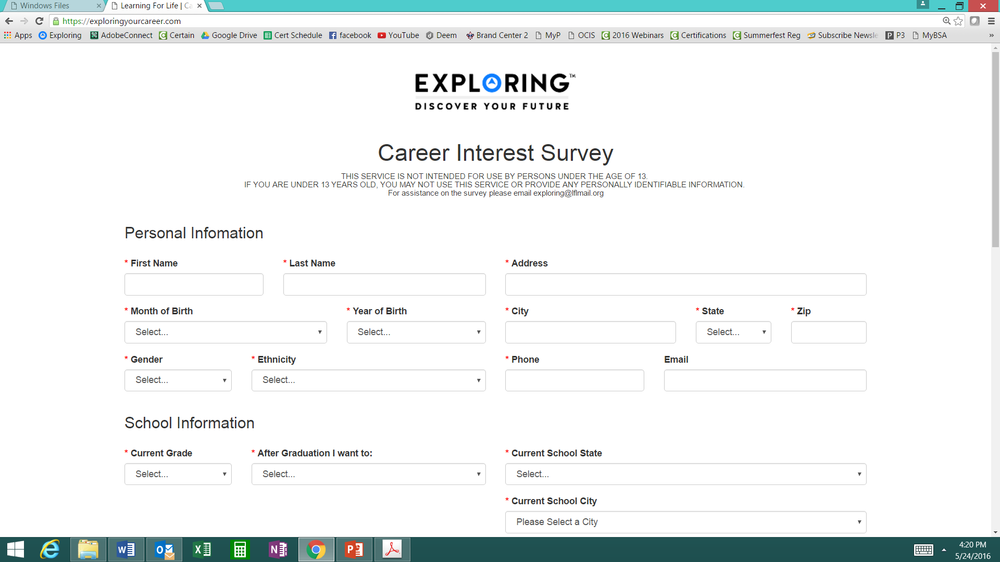 Windows Files
Learning For Life | Ca
https://exploringyourcareer.com
Apps Exploring AdobeConnect Certain Google Drive Cert Schedule facebook YouTube Deem Brand Center 2 MyP OCIS 2016 Webinars Certifications Summerfest Reg Subscribe Newsle P3 MyBSA »
EXPLORING™
DISCOVER YOUR FUTURE
Career Interest Survey
THIS SERVICE IS NOT INTENDED FOR USE BY PERSONS UNDER THE AGE OF 13.
IF YOU ARE UNDER 13 YEARS OLD, YOU MAY NOT USE THIS SERVICE OR PROVIDE ANY PERSONALLY IDENTIFIABLE INFORMATION.
For assistance on the survey please email exploring@lflmail.org
Personal Infomation
* First Name * Last Name * Address
* Month of Birth * Year of Birth * City * State * Zip
Select... Select... Select...
* Gender * Ethnicity * Phone Email
Select... Select...
School Information
* Current Grade * After Graduation I want to: * Current School State
Select... Select... Select...
* Current School City
Please Select a City
4:20 PM
5/24/2016